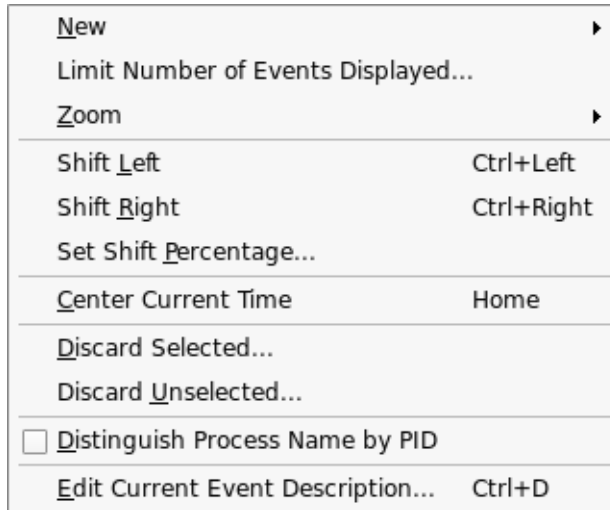 New
Limit Number of Events Displayed...
Zoom
Shift Left Ctrl+Left
Shift Right Ctrl+Right
Set Shift Percentage...
Center Current Time Home
Discard Selected...
Discard Unselected...
Distinguish Process Name by PID
Edit Current Event Description... Ctrl+D